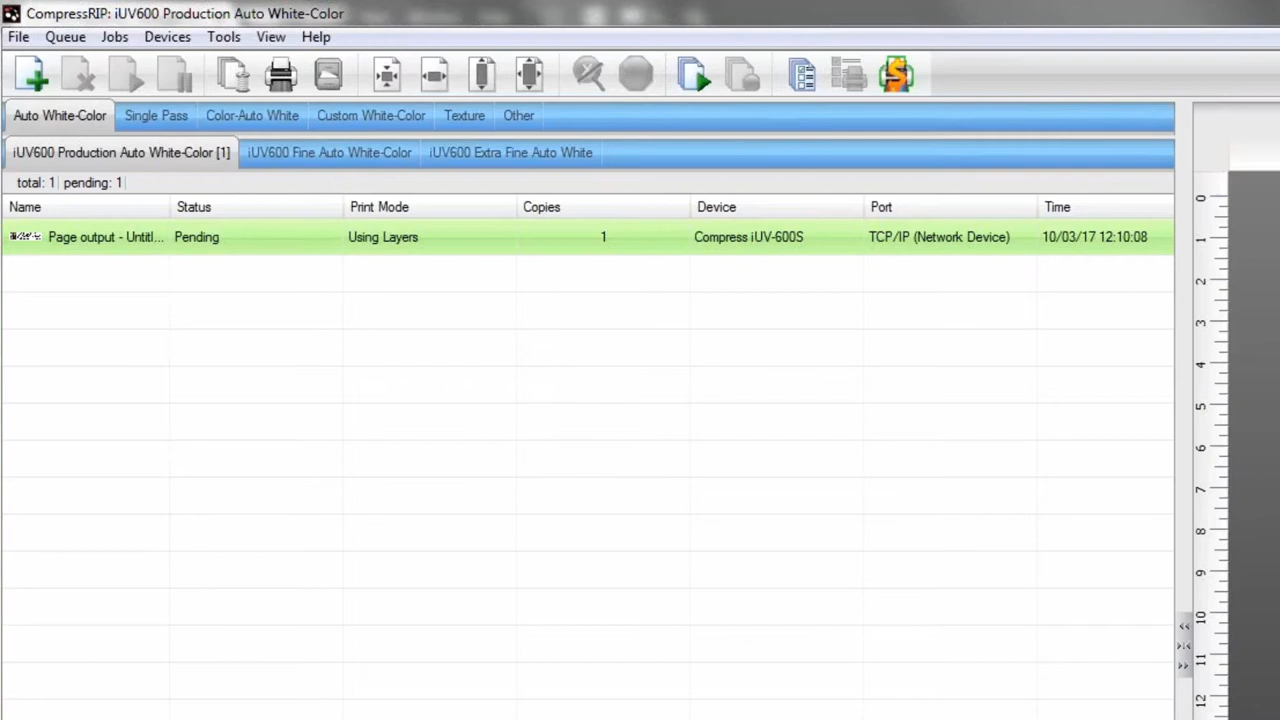 CompressRIP: iUV600 Production Auto White-Color
File Queue Jobs Devices Tools View Help
Auto White-Color Single Pass Color-Auto White Custom White-Color Texture Other
iUV600 Production Auto White-Color [1] iUV600 Fine Auto White-Color iUV600 Extra Fine Auto White
total: 1 pending: 1
Name Status Print Mode Copies Device Port Time
Page output - Untitl... Pending Using Layers 1 Compress iUV-600S TCP/IP (Network Device) 10/03/17 12:10:08
0
1
2
3
4
5
6
7
8
9
10
11
12